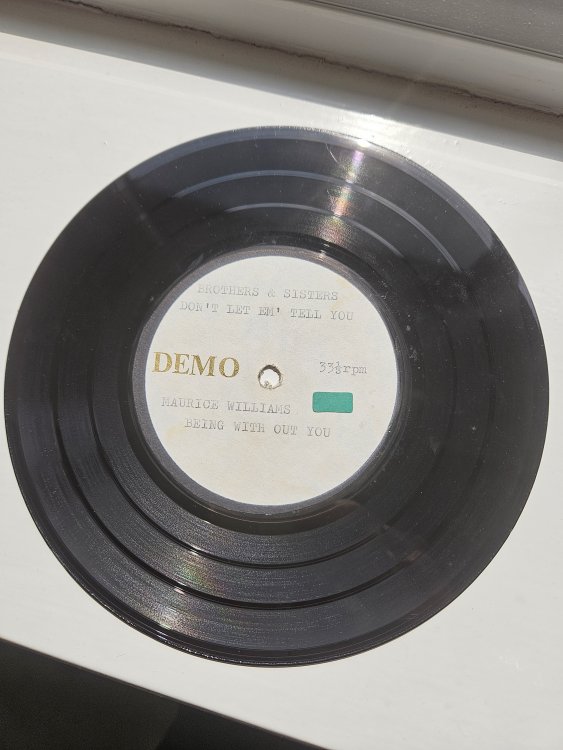 BROTHERS & SISTERS
DON'T LET EM' TELL YOU
DEMO 33⅓rpm
MAURICE WILLIAMS
BEING WITH OUT YOU